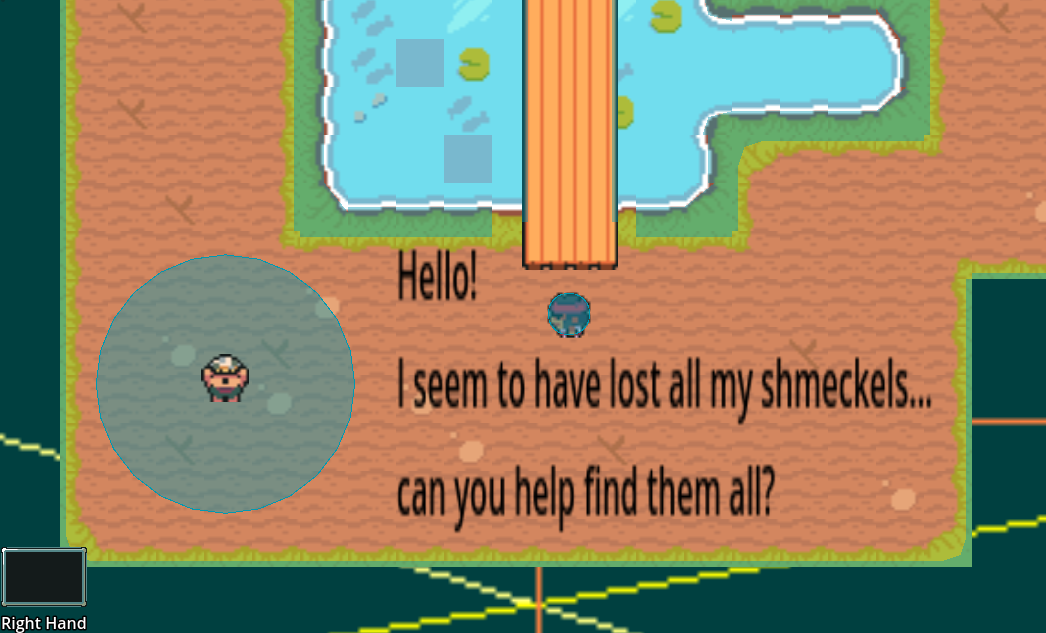 Hello!
I seem to have lost all my shmeckels...
can you help find them all?
Right Hand